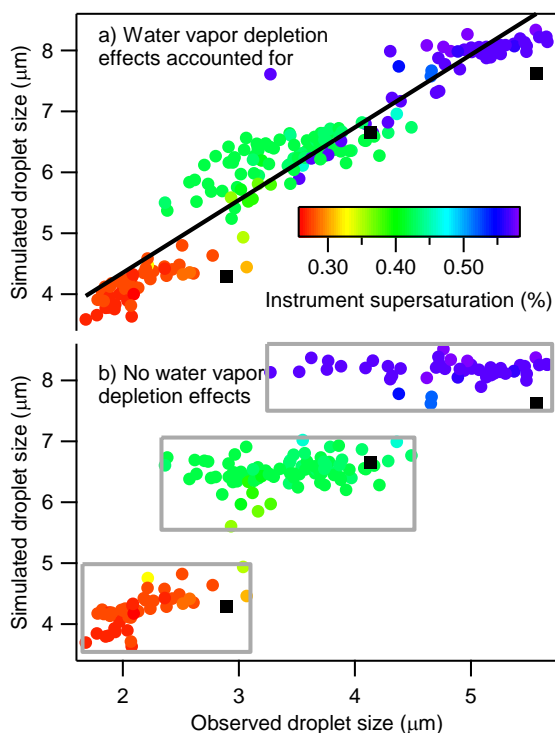 a) Water vapor depletion
effects accounted for
8
7
6
5
4
Simulated droplet size (μm)
0.30
0.40
0.50
Instrument supersaturation (%)
b) No water vapor
depletion effects
8
7
6
5
4
Simulated droplet size (μm)
2
3
4
5
Observed droplet size (μm)